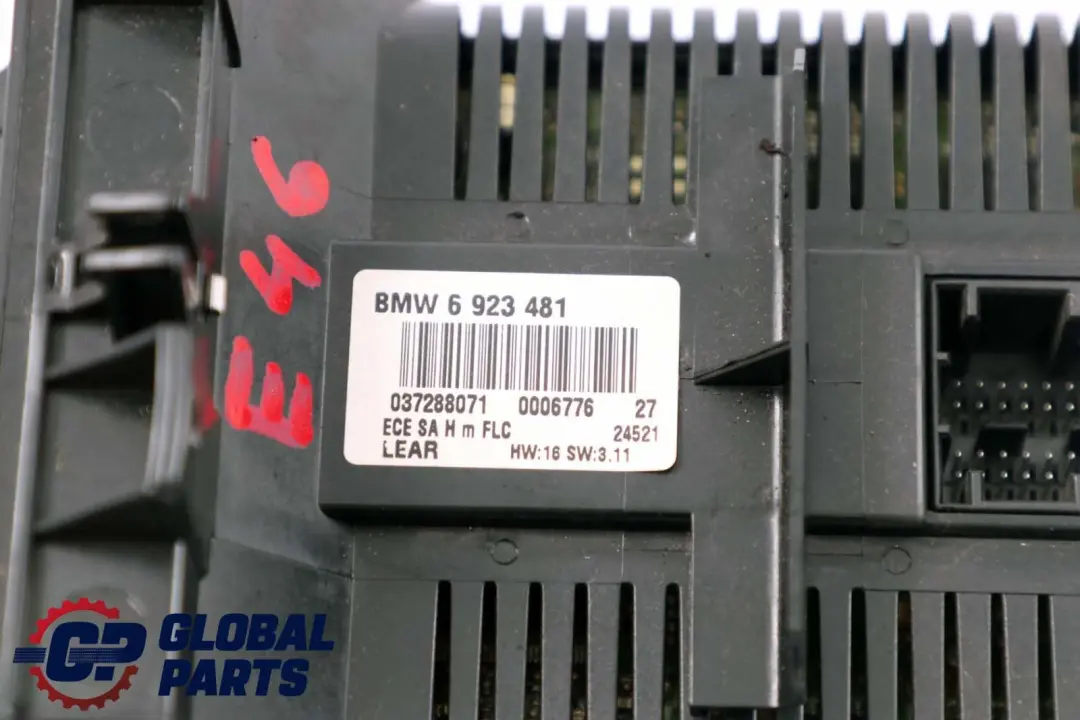 E46
BMW 6 923 481
037288071 0006776 27
ECE SA H m FLC 24521
LEAR HW:16 SW:3.11
GP GLOBAL
PARTS